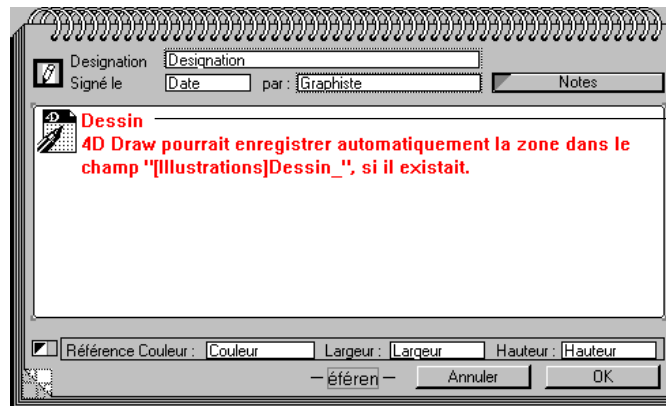 Designation Designation
Signé le Date par : Graphiste Notes
Dessin
4D Draw pourrait enregistrer automatiquement la zone dans le
champ "[Illustrations]Dessin_", si il existait.
Référence Couleur : Couleur Largeur : Largeur Hauteur : Hauteur
éféren Annuler OK